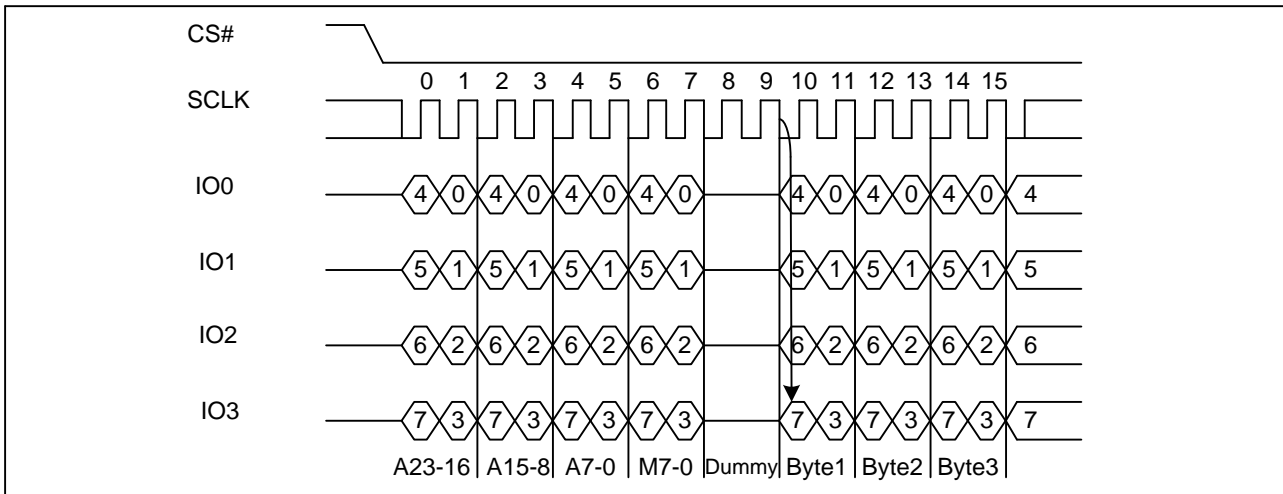 CS#
0 1 2 3 4 5 6 7 8 9 10 11 12 13 14 15
SCLK
IO0 4 0 4 0 4 0 4 0 4 0 4 0 4 0 4
IO1 5 1 5 1 5 1 5 1 5 1 5 1 5 1 5
IO2 6 2 6 2 6 2 6 2 6 2 6 2 6 2 6
IO3 7 3 7 3 7 3 7 3 7 3 7 3 7 3 7
A23-16 A15-8 A7-0 M7-0 Dummy Byte1 Byte2 Byte3